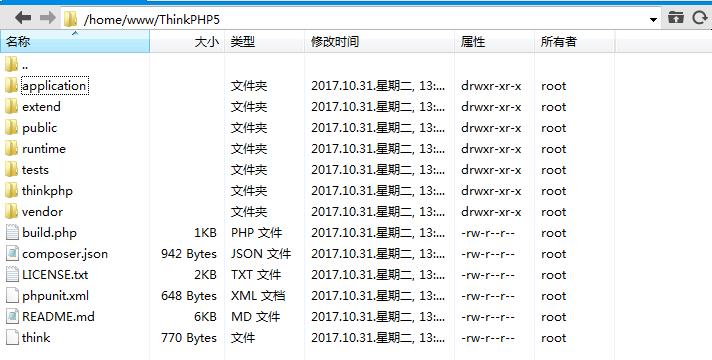 /home/www/ThinkPHP5
名称 大小 类型 修改时间 属性 所有者
..
application 文件夹 2017.10.31.星期二, 13:... drwxr-xr-x root
extend 文件夹 2017.10.31.星期二, 13:... drwxr-xr-x root
public 文件夹 2017.10.31.星期二, 13:... drwxr-xr-x root
runtime 文件夹 2017.10.31.星期二, 13:... drwxr-xr-x root
tests 文件夹 2017.10.31.星期二, 13:... drwxr-xr-x root
thinkphp 文件夹 2017.10.31.星期二, 13:... drwxr-xr-x root
vendor 文件夹 2017.10.31.星期二, 13:... drwxr-xr-x root
build.php 1KB PHP 文件 2017.10.31.星期二, 13:... -rw-r--r-- root
composer.json 942 Bytes JSON 文件 2017.10.31.星期二, 13:... -rw-r--r-- root
LICENSE.txt 2KB TXT 文件 2017.10.31.星期二, 13:... -rw-r--r-- root
phpunit.xml 648 Bytes XML 文档 2017.10.31.星期二, 13:... -rw-r--r-- root
README.md 6KB MD 文件 2017.10.31.星期二, 13:... -rw-r--r-- root
think 770 Bytes 文件 2017.10.31.星期二, 13:... -rw-r--r-- root